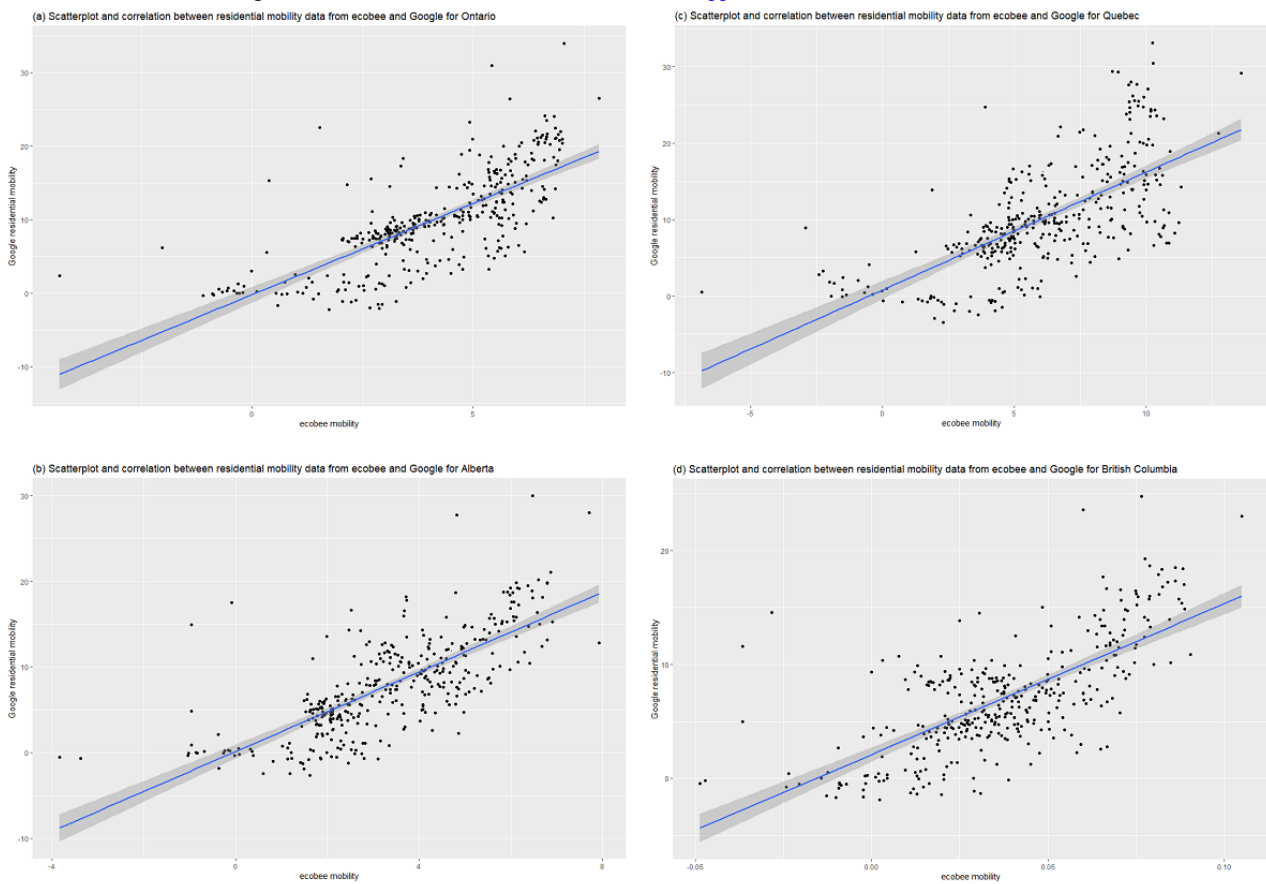 (a) Scatterplot and correlation between residential mobility data from ecobee and Google for Ontario
30
20
10
0
-10
Google residential mobility
0
5
ecobee mobility
(c) Scatterplot and correlation between residential mobility data from ecobee and Google for Quebec
30
20
10
0
-10
Google residential mobility
-5
0
5
10
ecobee mobility
(b) Scatterplot and correlation between residential mobility data from ecobee and Google for Alberta
30
20
10
0
-10
Google residential mobility
-4
0
4
8
ecobee mobility
(d) Scatterplot and correlation between residential mobility data from ecobee and Google for British Columbia
20
10
0
Google residential mobility
-0.05
0.00
0.05
0.10
ecobee mobility